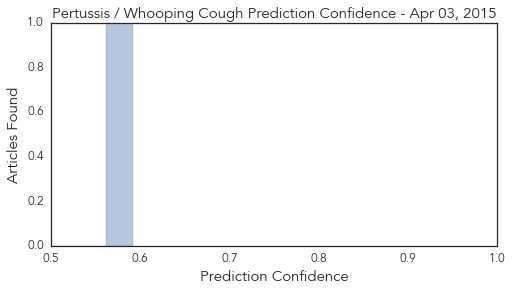 Pertussis / Whooping Cough Prediction Confidence - Apr 03, 2015
1.0
0.8
0.6
0.4
0.2
0.0
Articles Found
0.5 0.6 0.7 0.8 0.9 1.0
Prediction Confidence